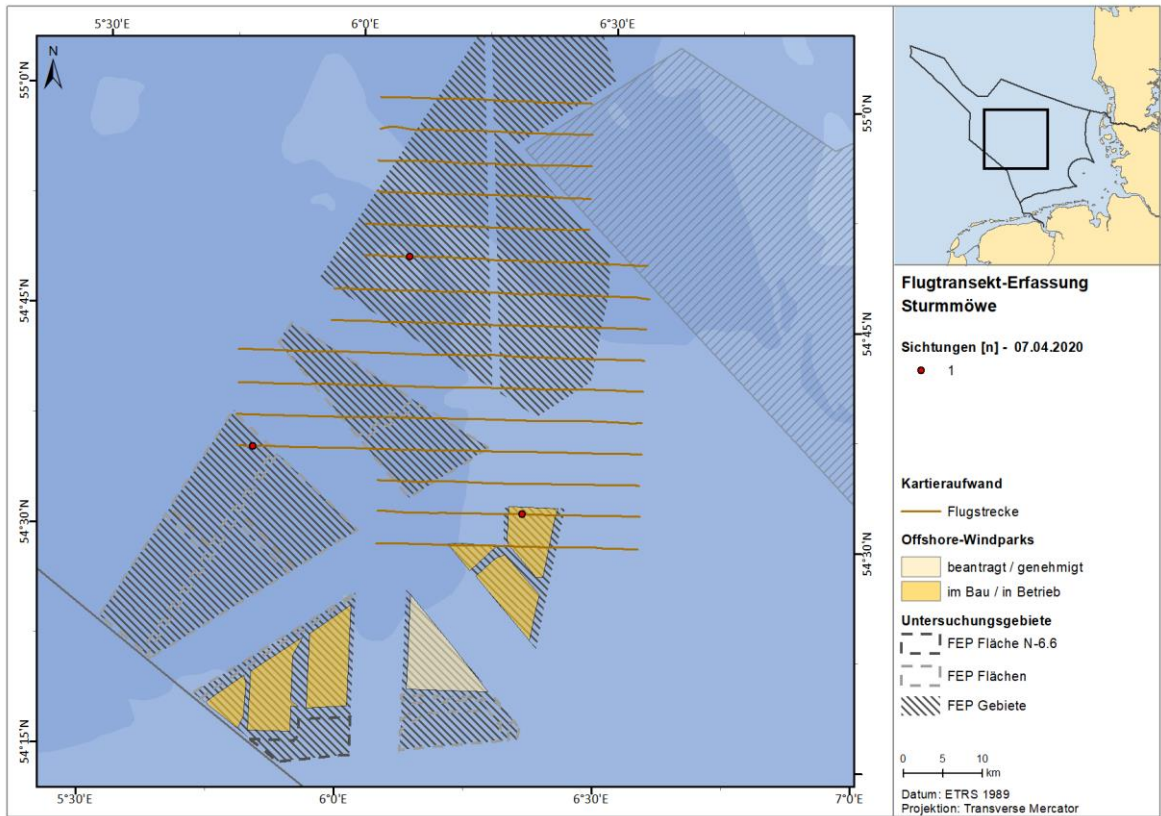 5°30'E
6°0'E
6°30'E
N
55°0'N
54°45'N
54°30'N
54°15'N
55°0'N
54°45'N
54°30'N
5°30'E
6°0'E
6°30'E
7°0'E
Flugtransekt-Erfassung
Sturmmöwe
Sichtungen [n] - 07.04.2020
1
Kartieraufwand
Flugstrecke
Offshore-Windparks
beantragt / genehmigt
im Bau / in Betrieb
Untersuchungsgebiete
FEP Fläche N-6.6
FEP Flächen
FEP Gebiete
0 5 10
km
Datum: ETRS 1989
Projektion: Transverse Mercator